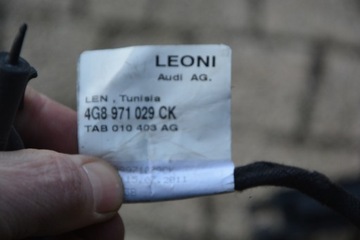 LEONI
Audi AG.
LEN , Tunisia
4G8 971 029 CK
TAB 010 403 AG